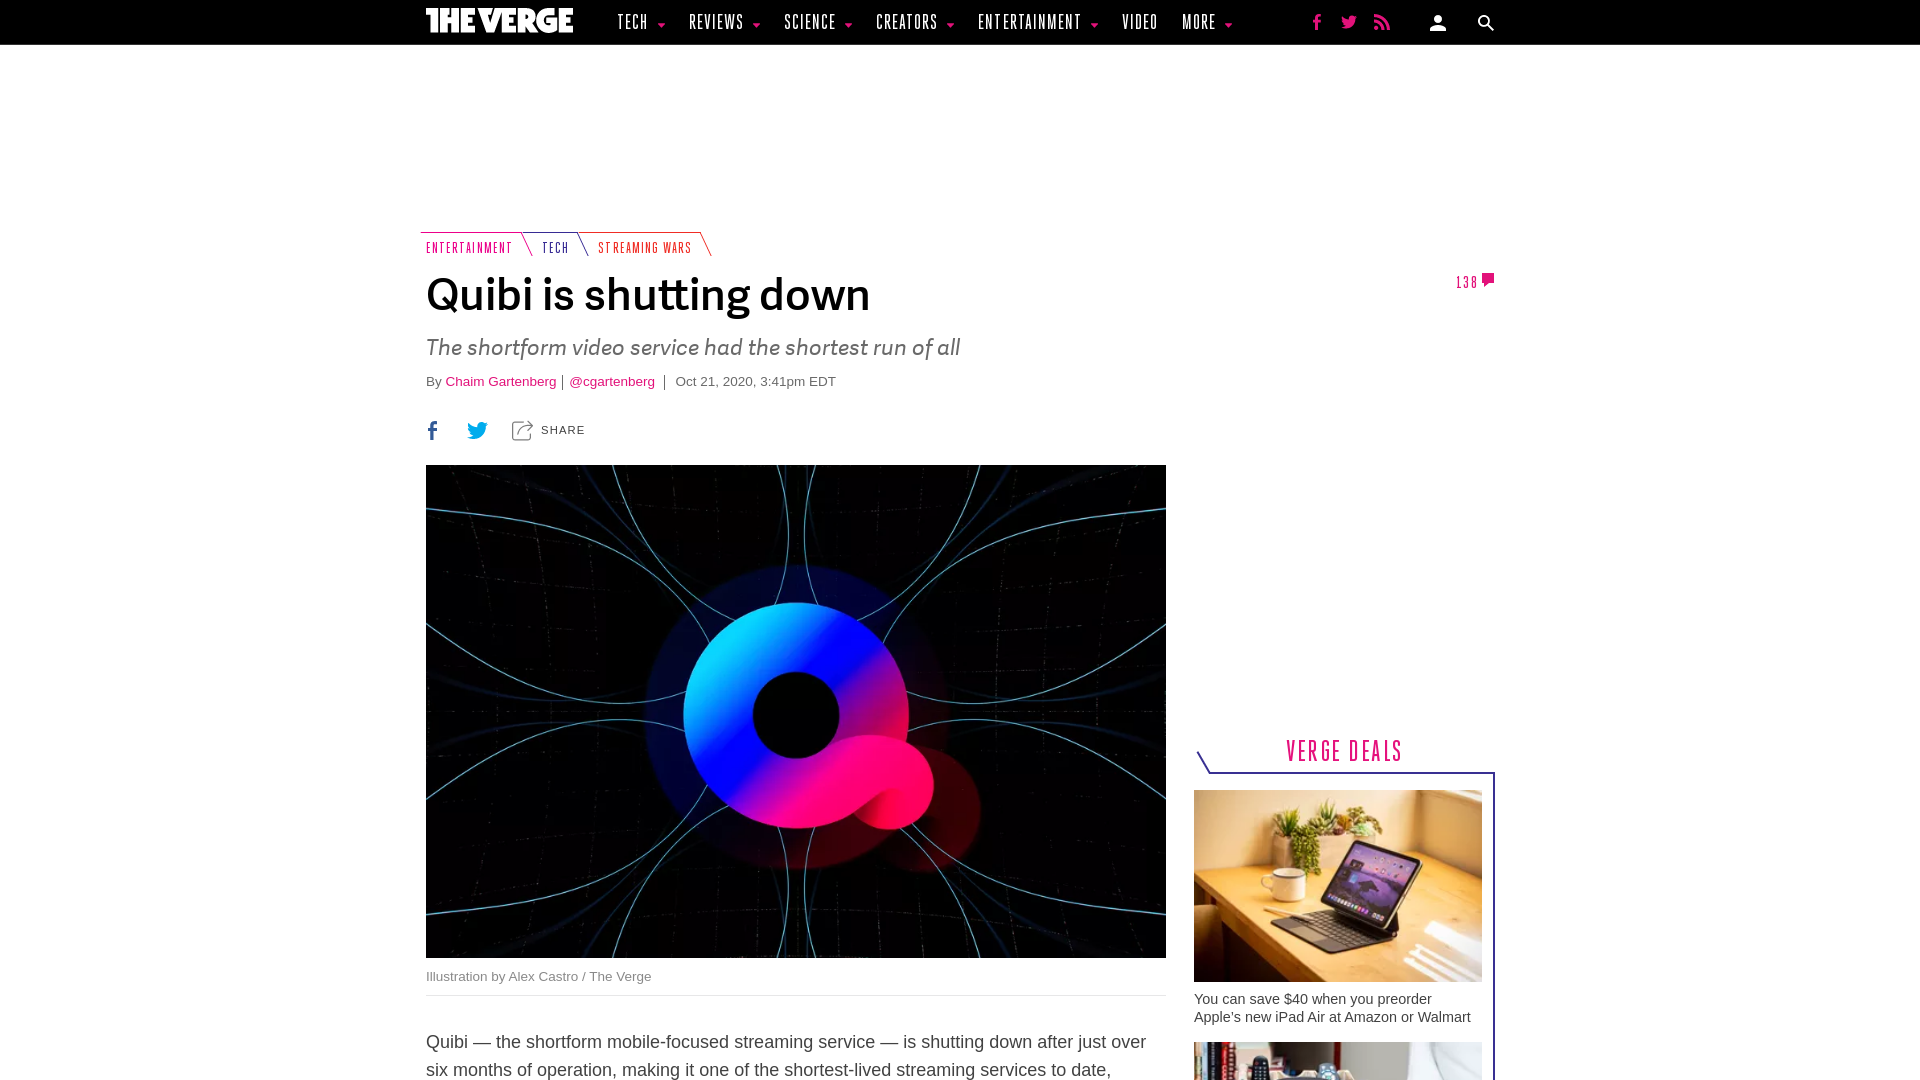 THE VERGE
TECH REVIEWS SCIENCE CREATORS ENTERTAINMENT VIDEO MORE
ENTERTAINMENT TECH STREAMING WARS
Quibi is shutting down
138
The shortform video service had the shortest run of all
By Chaim Gartenberg | @cgartenberg | Oct 21, 2020, 3:41pm EDT
SHARE
Illustration by Alex Castro / The Verge
Quibi — the shortform mobile-focused streaming service — is shutting down after just over
six months of operation, making it one of the shortest-lived streaming services to date,
VERGE DEALS
You can save $40 when you preorder
Apple’s new iPad Air at Amazon or Walmart